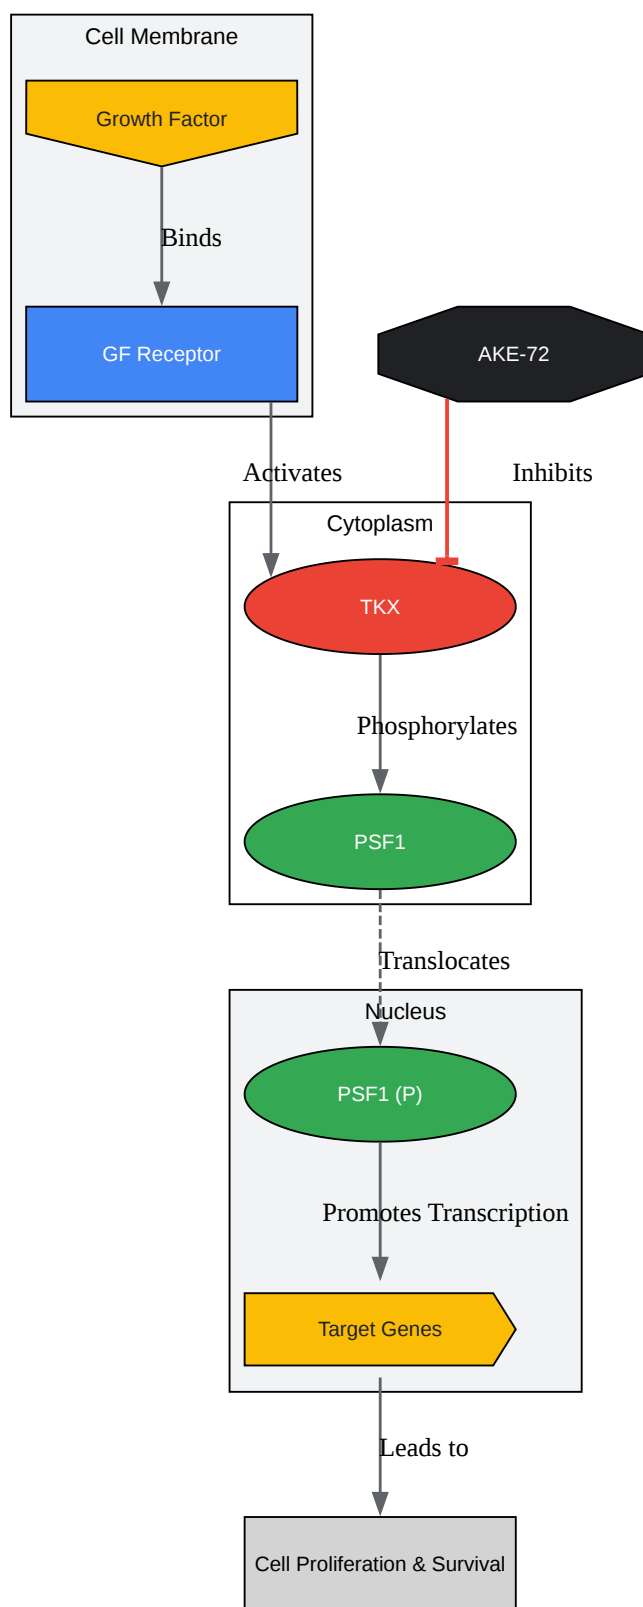 Cell Membrane
Growth Factor
Binds
GF Receptor
AKE-72
Activates
Inhibits
Cytoplasm
TKX
Phosphorylates
PSF1
Translocates
Nucleus
PSF1 (P)
Promotes Transcription
Target Genes
Leads to
Cell Proliferation & Survival